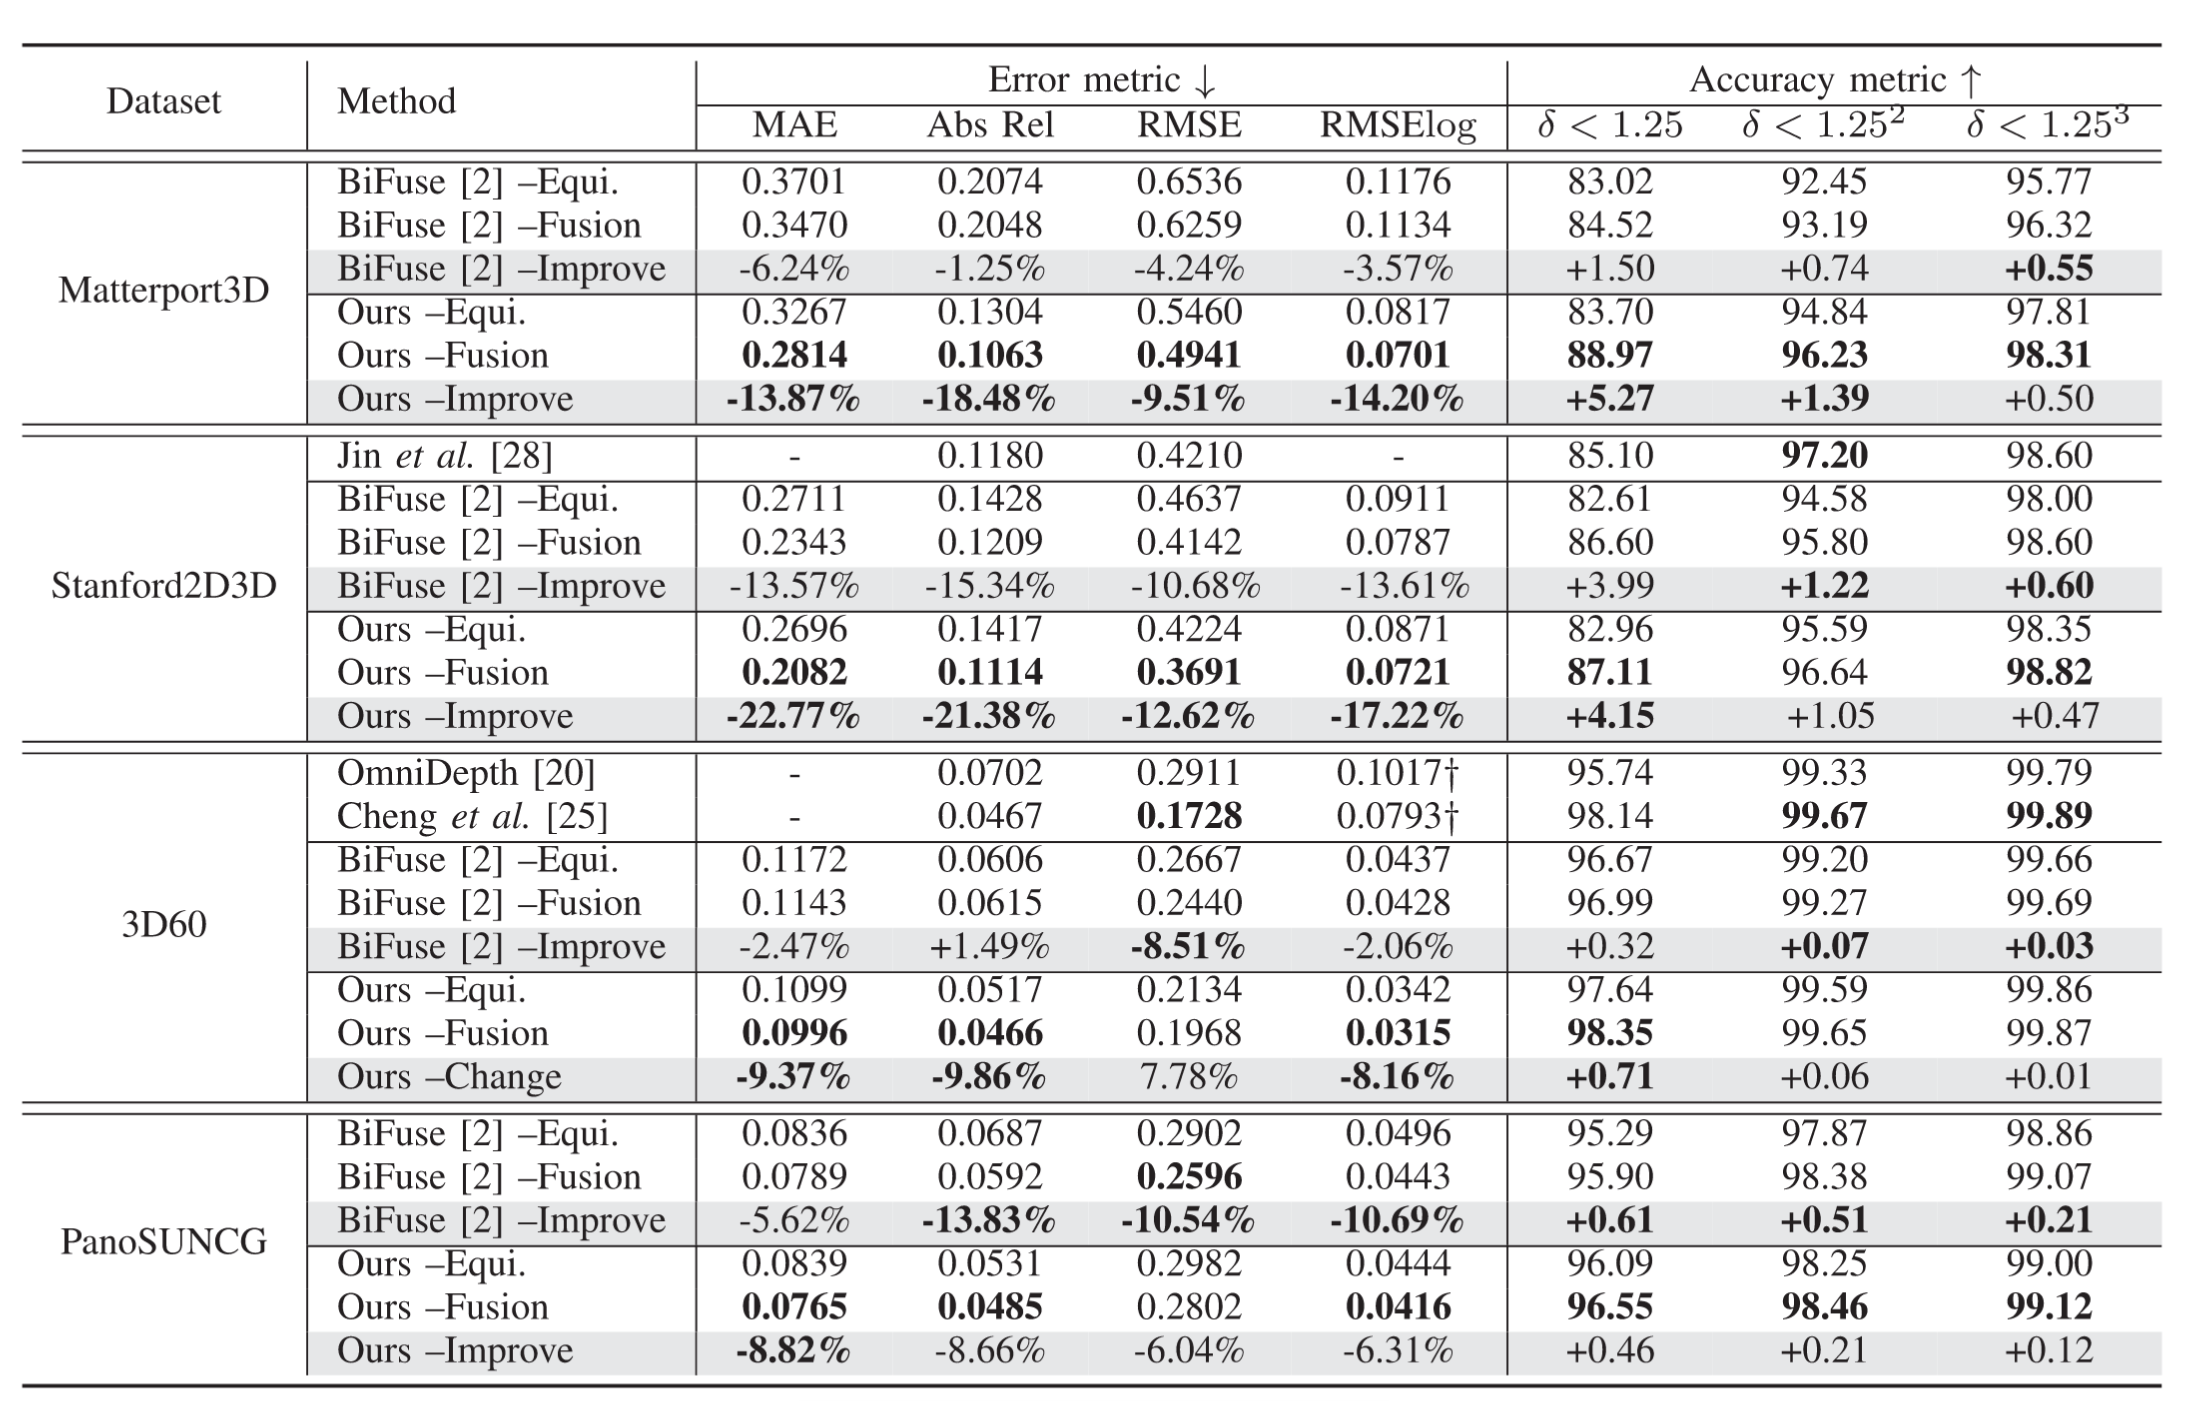 Dataset Method Error metric ↓ Accuracy metric ↑
MAE Abs Rel RMSE RMSElog δ < 1.25 δ < 1.25² δ < 1.25³
Matterport3D
BiFuse [2] –Equi. 0.3701 0.2074 0.6536 0.1176 83.02 92.45 95.77
BiFuse [2] –Fusion 0.3470 0.2048 0.6259 0.1134 84.52 93.19 96.32
BiFuse [2] –Improve -6.24% -1.25% -4.24% -3.57% +1.50 +0.74 +0.55
Ours –Equi. 0.3267 0.1304 0.5460 0.0817 83.70 94.84 97.81
Ours –Fusion 0.2814 0.1063 0.4941 0.0701 88.97 96.23 98.31
Ours –Improve -13.87% -18.48% -9.51% -14.20% +5.27 +1.39 +0.50
Stanford2D3D
Jin et al. [28] - 0.1180 0.4210 - 85.10 97.20 98.60
BiFuse [2] –Equi. 0.2711 0.1428 0.4637 0.0911 82.61 94.58 98.00
BiFuse [2] –Fusion 0.2343 0.1209 0.4142 0.0787 86.60 95.80 98.60
BiFuse [2] –Improve -13.57% -15.34% -10.68% -13.61% +3.99 +1.22 +0.60
Ours –Equi. 0.2696 0.1417 0.4224 0.0871 82.96 95.59 98.35
Ours –Fusion 0.2082 0.1114 0.3691 0.0721 87.11 96.64 98.82
Ours –Improve -22.77% -21.38% -12.62% -17.22% +4.15 +1.05 +0.47
3D60
OmniDepth [20] - 0.0702 0.2911 0.1017† 95.74 99.33 99.79
Cheng et al. [25] - 0.0467 0.1728 0.0793† 98.14 99.67 99.89
BiFuse [2] –Equi. 0.1172 0.0606 0.2667 0.0437 96.67 99.20 99.66
BiFuse [2] –Fusion 0.1143 0.0615 0.2440 0.0428 96.99 99.27 99.69
BiFuse [2] –Improve -2.47% +1.49% -8.51% -2.06% +0.32 +0.07 +0.03
Ours –Equi. 0.1099 0.0517 0.2134 0.0342 97.64 99.59 99.86
Ours –Fusion 0.0996 0.0466 0.1968 0.0315 98.35 99.65 99.87
Ours –Change -9.37% -9.86% 7.78% -8.16% +0.71 +0.06 +0.01
PanoSUNCG
BiFuse [2] –Equi. 0.0836 0.0687 0.2902 0.0496 95.29 97.87 98.86
BiFuse [2] –Fusion 0.0789 0.0592 0.2596 0.0443 95.90 98.38 99.07
BiFuse [2] –Improve -5.62% -13.83% -10.54% -10.69% +0.61 +0.51 +0.21
Ours –Equi. 0.0839 0.0531 0.2982 0.0444 96.09 98.25 99.00
Ours –Fusion 0.0765 0.0485 0.2802 0.0416 96.55 98.46 99.12
Ours –Improve -8.82% -8.66% -6.04% -6.31% +0.46 +0.21 +0.12